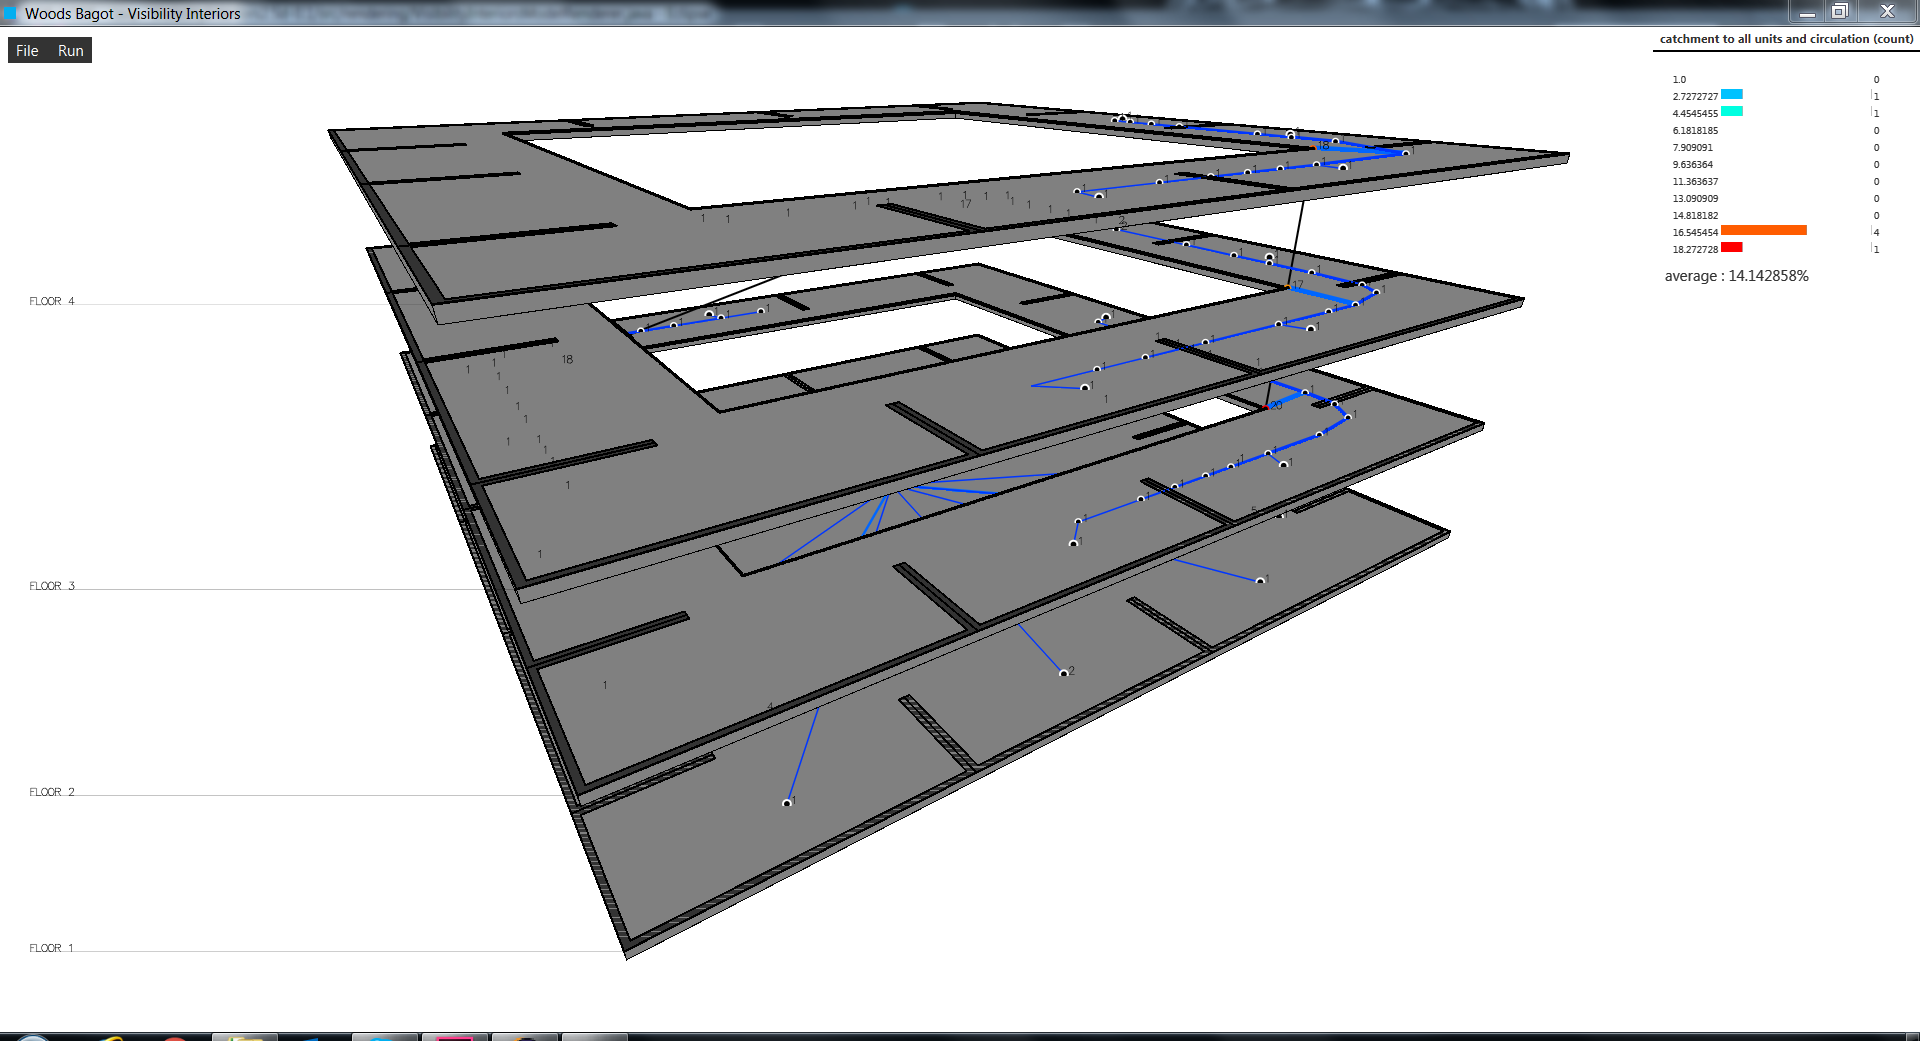 Woods Bagot - Visibility Interiors
File Run
catchment to all units and circulation (count)
1.0 0
2.7272727 1
4.4545455 1
6.1818185 0
7.909091 0
9.636364 0
11.363637 0
13.090909 0
14.818182 0
16.545454 4
18.272728 1
average : 14.142858%
18
17
2
FLOOR 4
17
18
20
5
FLOOR 3
2
4
FLOOR 2
1
FLOOR 1